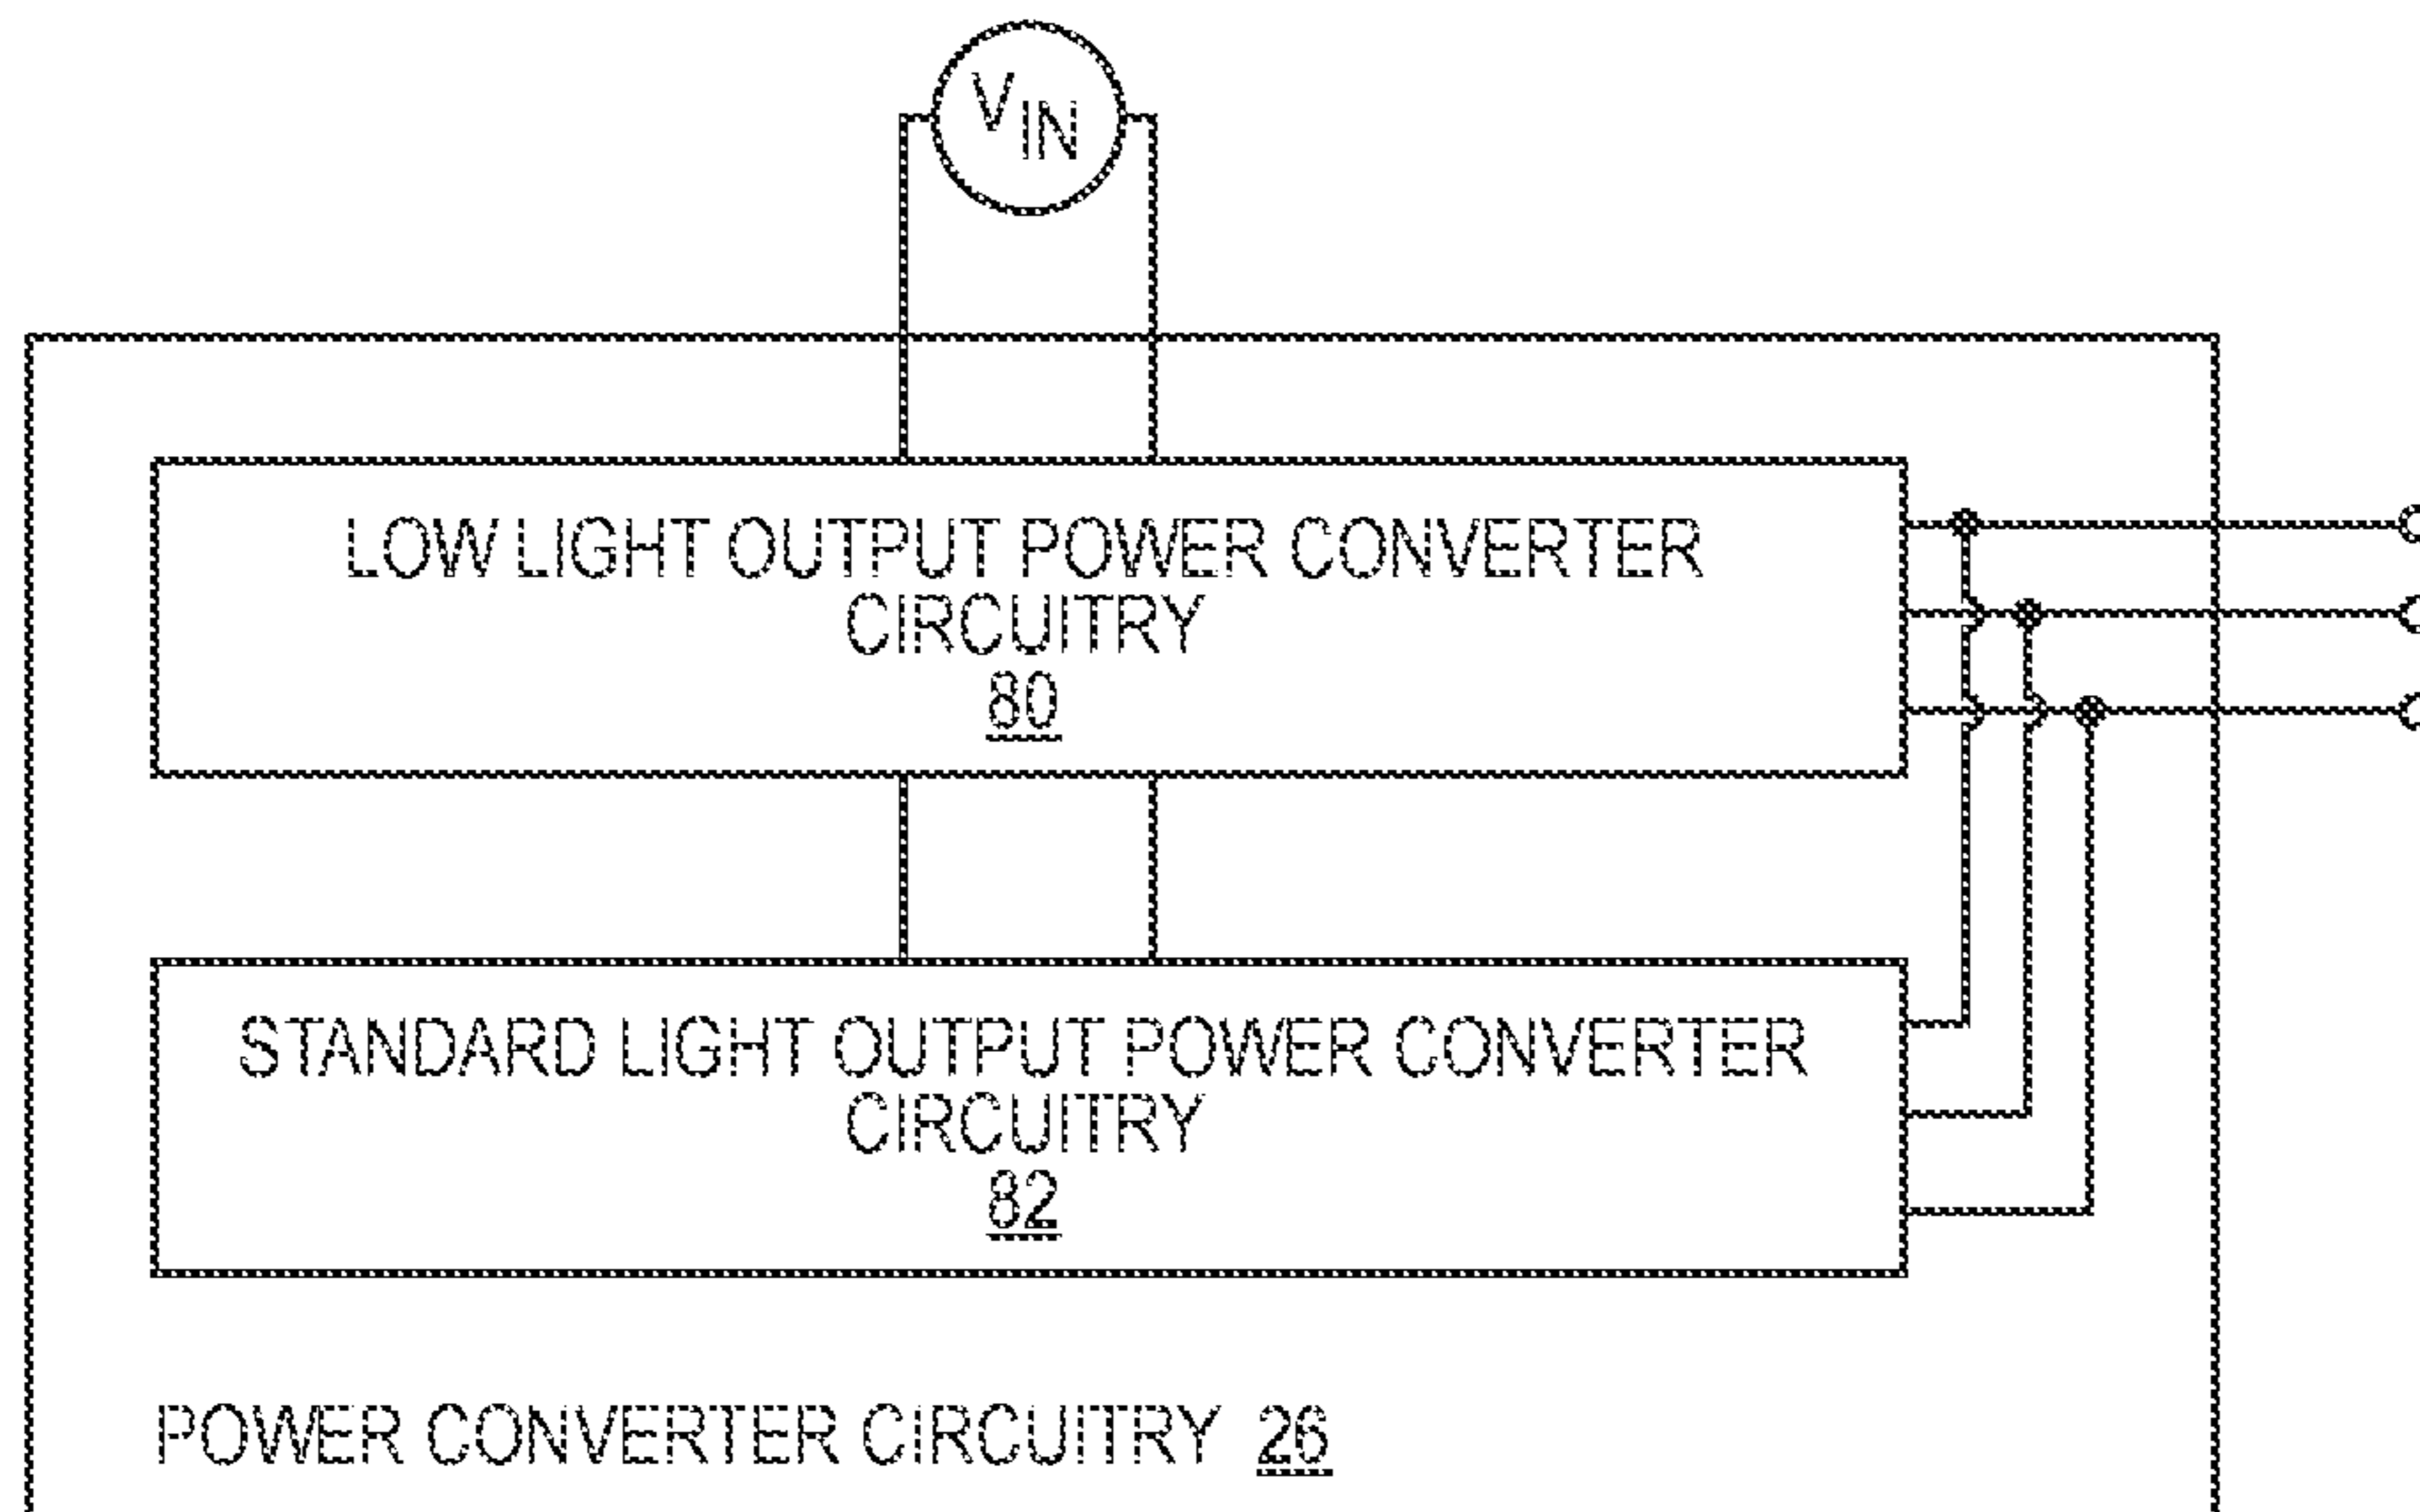 VIN
LOW LIGHT OUTPUT POWER CONVERTER
CIRCUITRY
80
STANDARD LIGHT OUTPUT POWER CONVERTER
CIRCUITRY
82
POWER CONVERTER CIRCUITRY 26